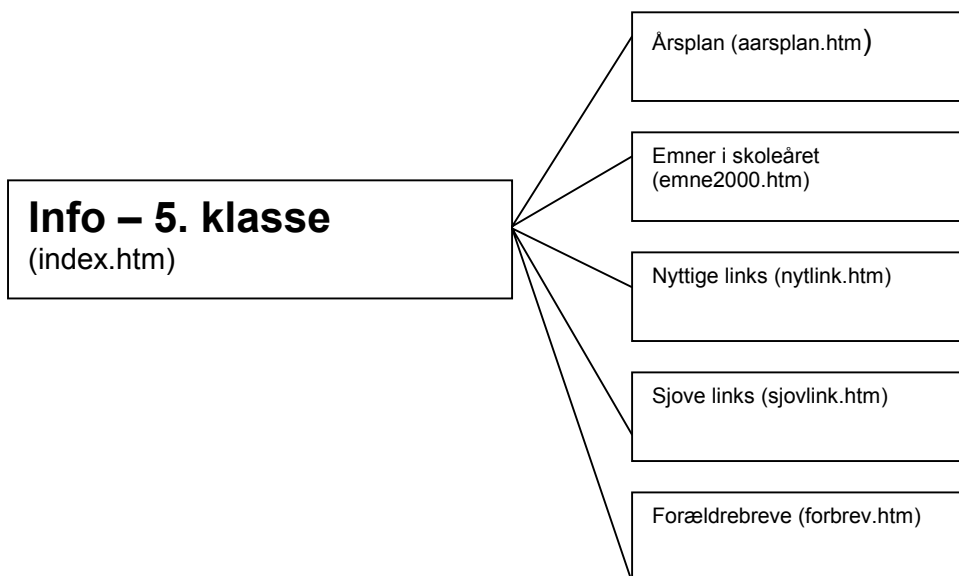 Info – 5. klasse
(index.htm)
Årsplan (aarsplan.htm)
Emner i skoleåret
(emne2000.htm)
Nyttige links (nytlink.htm)
Sjove links (sjovlink.htm)
Forældrebreve (forbrev.htm)